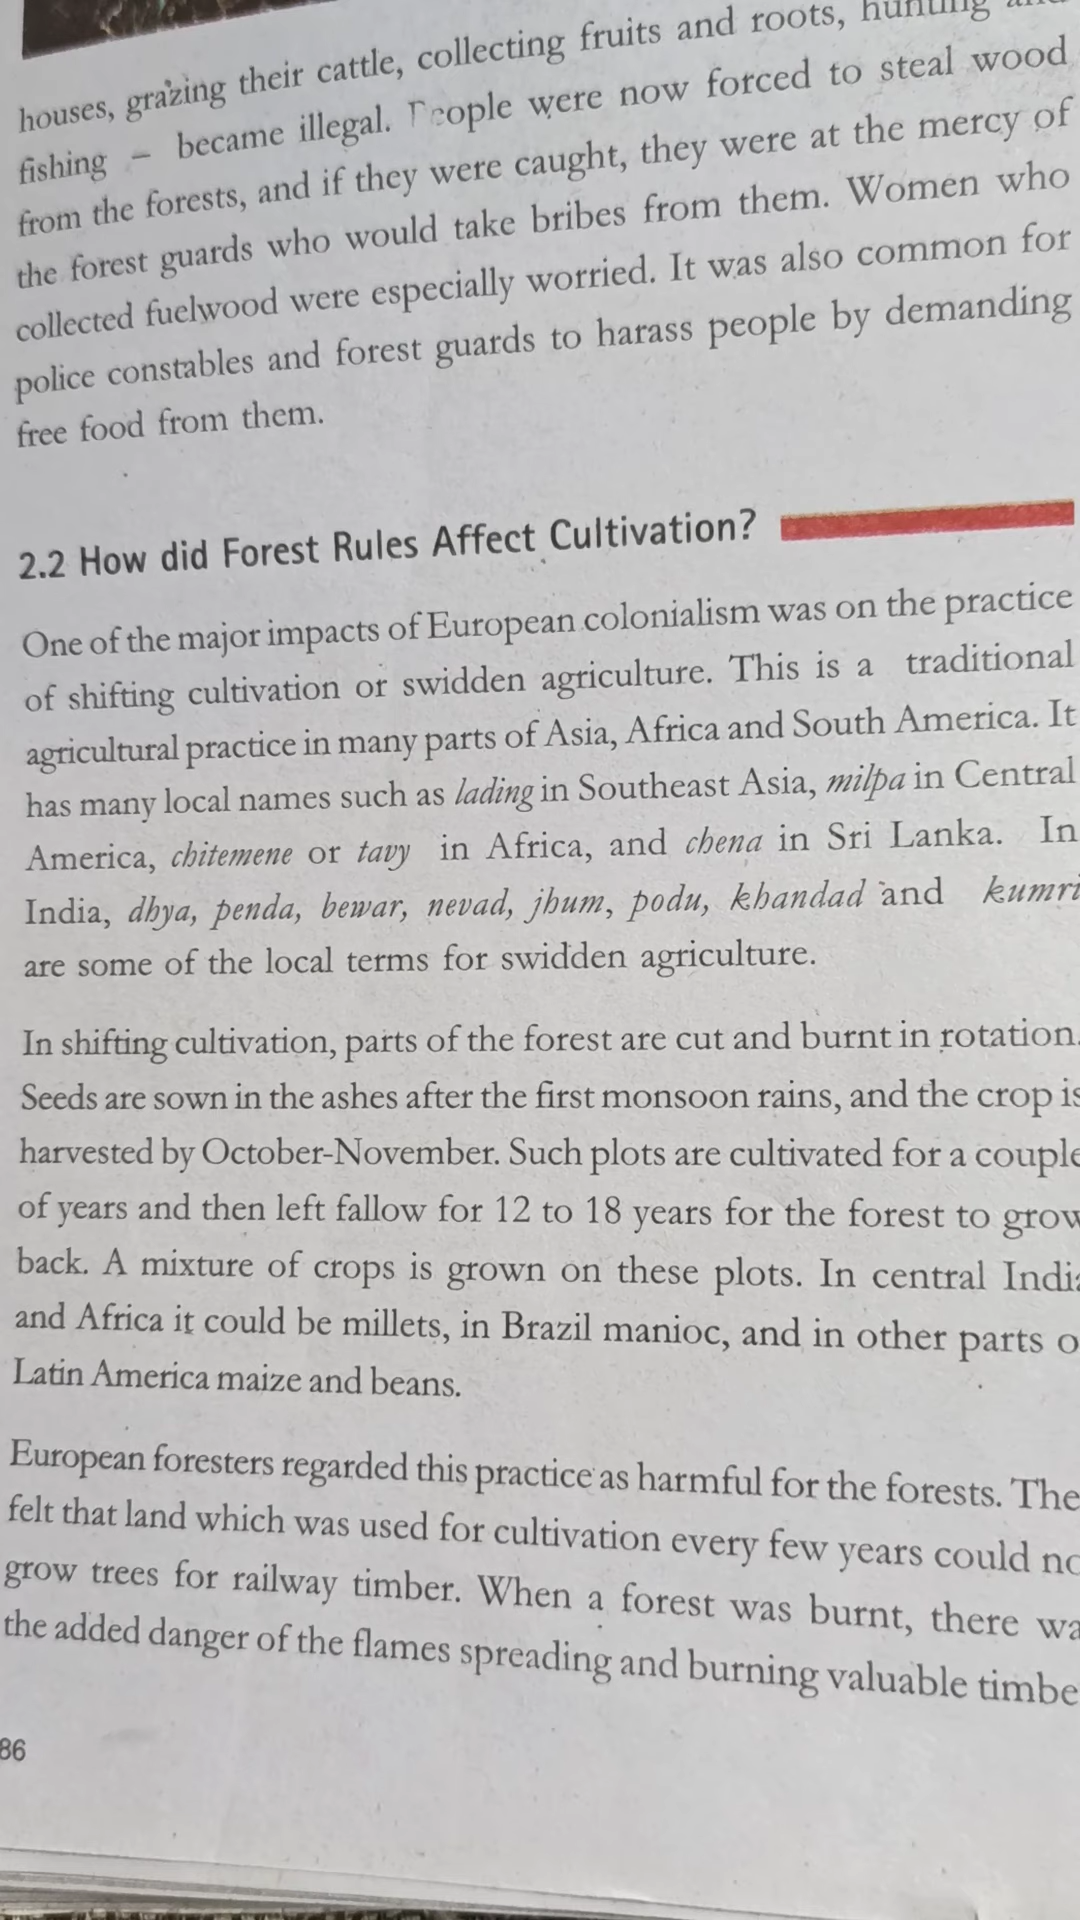 houses, grazing their cattle, collecting fruits and roots, hunting
fishing – became illegal. People were now forced to steal wood
from the forests, and if they were caught, they were at the mercy of
the forest guards who would take bribes from them. Women who
collected fuelwood were especially worried. It was also common for
police constables and forest guards to harass people by demanding
free food from them.
2.2 How did Forest Rules Affect Cultivation?
One of the major impacts of European colonialism was on the practice
of shifting cultivation or swidden agriculture. This is a traditional
agricultural practice in many parts of Asia, Africa and South America. It
has many local names such as lading in Southeast Asia, milpa in Central
America, chitemene or tavy in Africa, and chena in Sri Lanka. In
India, dhya, penda, bewar, nevad, jhum, podu, khandad and kumri
are some of the local terms for swidden agriculture.
In shifting cultivation, parts of the forest are cut and burnt in rotation.
Seeds are sown in the ashes after the first monsoon rains, and the crop is
harvested by October-November. Such plots are cultivated for a couple
of years and then left fallow for 12 to 18 years for the forest to grow
back. A mixture of crops is grown on these plots. In central India
and Africa it could be millets, in Brazil manioc, and in other parts o
Latin America maize and beans.
European foresters regarded this practice as harmful for the forests. The
felt that land which was used for cultivation every few years could no
grow trees for railway timber. When a forest was burnt, there wa
the added danger of the flames spreading and burning valuable timbe
86